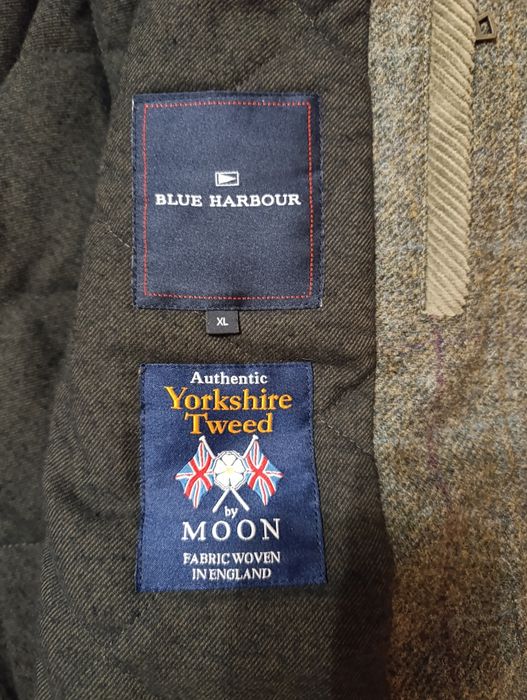 BLUE HARBOUR
XL
Authentic
Yorkshire
Tweed
by
MOON
FABRIC WOVEN
IN ENGLAND